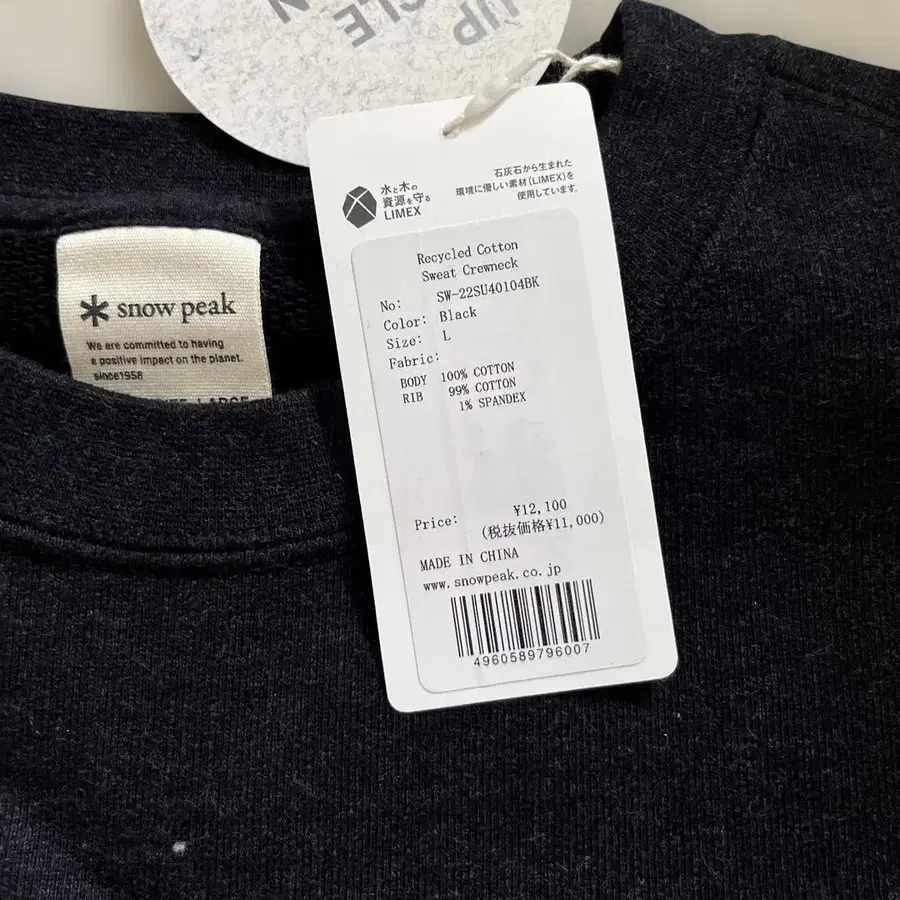 UP
CLE
N
水と木の
資源を守る
LIMEX
石灰石から生まれた
環境に優しい素材(LIMEX)を
使用しています。
Recycled Cotton
Sweat Crewneck
No: SW-22SU40104BK
Color: Black
Size: L
Fabric:
BODY 100% COTTON
RIB 99% COTTON
1% SPANDEX
Price: ¥12,100
(税抜価格¥11,000)
MADE IN CHINA
www.snowpeak.co.jp
4960589796007
snow peak
We are committed to having
a positive impact on the planet.
since1958
LARGE